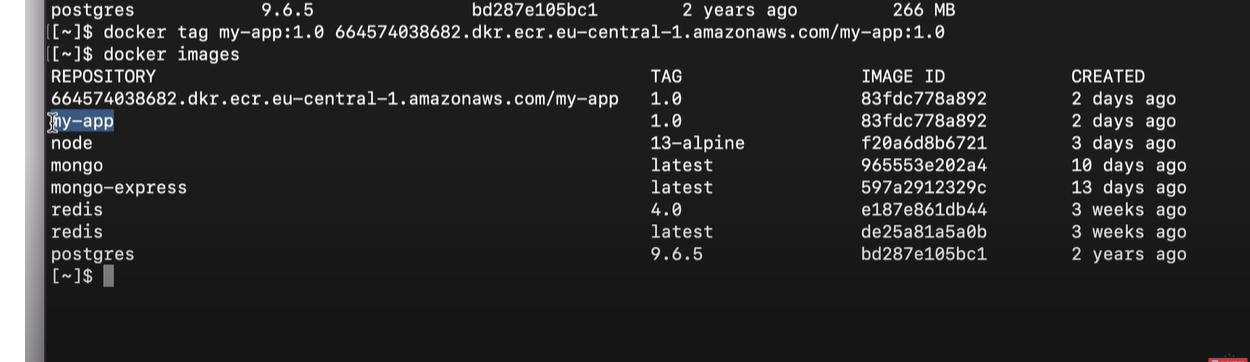 postgres 9.6.5 bd287e105bc1 2 years ago 266 MB
[[~]$ docker tag my-app:1.0 664574038682.dkr.ecr.eu-central-1.amazonaws.com/my-app:1.0
[[~]$ docker images
REPOSITORY TAG IMAGE ID CREATED
664574038682.dkr.ecr.eu-central-1.amazonaws.com/my-app 1.0 83fdc778a892 2 days ago
my-app 1.0 83fdc778a892 2 days ago
node 13-alpine f20a6d8b6721 3 days ago
mongo latest 965553e202a4 10 days ago
mongo-express latest 597a2912329c 13 days ago
redis 4.0 e187e861db44 3 weeks ago
redis latest de25a81a5a0b 3 weeks ago
postgres 9.6.5 bd287e105bc1 2 years ago
[~]$